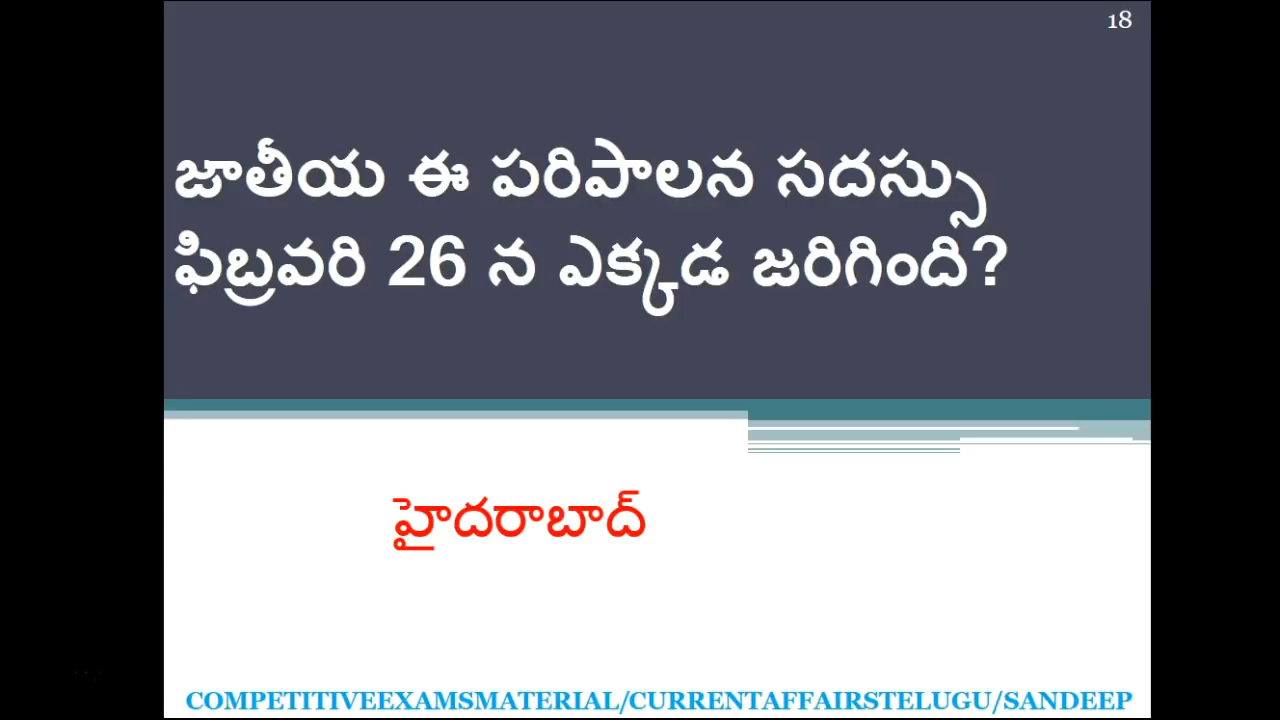 18
జాతీయ ఈ పరిపాలన సదస్సు
ఫిబ్రవరి 26 న ఎక్కడ జరిగింది?
హైదరాబాద్
COMPETITIVEEXAMSMATERIAL/CURRENTAFFAIRSTELUGU/SANDEEP